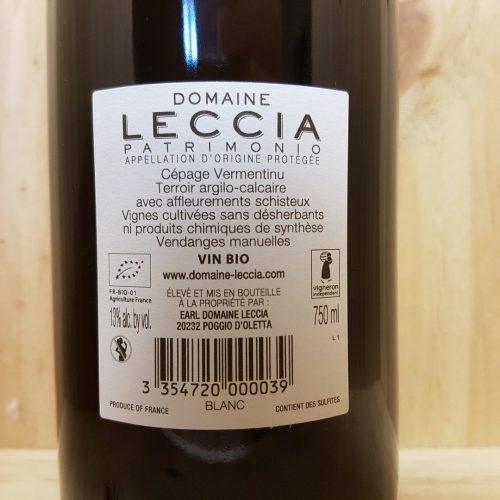 DOMAINE
LECCIA
PATRIMONIO
APPELLATION D'ORIGINE PROTÉGÉE
Cépage Vermentinu
Terroir argilo-calcaire
avec affleurements schisteux
Vignes cultivées sans désherbants
ni produits chimiques de synthèse
Vendanges manuelles
VIN BIO
www.domaine-leccia.com
FR-BIO-01
Agriculture France
ÉLEVÉ ET MIS EN BOUTEILLE
À LA PROPRIÉTÉ PAR :
EARL DOMAINE LECCIA
20232 POGGIO D'OLETTA
vigneron
indépendant
13% alc. by vol.
750 ml
L 1
3 354720 000039
PRODUCE OF FRANCE
BLANC
CONTIENT DES SULFITES